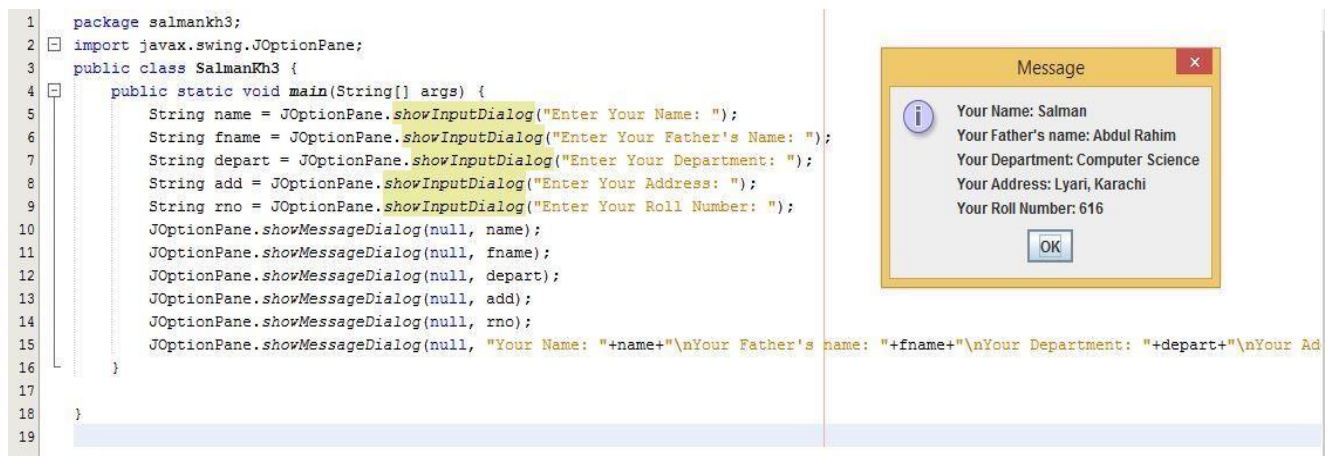 1 package salmankh3;
2 import javax.swing.JOptionPane;
3 public class SalmanKh3 {
4 public static void main(String[] args) {
5 String name = JOptionPane.showInputDialog("Enter Your Name: ");
6 String fname = JOptionPane.showInputDialog("Enter Your Father's Name: ");
7 String depart = JOptionPane.showInputDialog("Enter Your Department: ");
8 String add = JOptionPane.showInputDialog("Enter Your Address: ");
9 String rno = JOptionPane.showInputDialog("Enter Your Roll Number: ");
10 JOptionPane.showMessageDialog(null, name);
11 JOptionPane.showMessageDialog(null, fname);
12 JOptionPane.showMessageDialog(null, depart);
13 JOptionPane.showMessageDialog(null, add);
14 JOptionPane.showMessageDialog(null, rno);
15 JOptionPane.showMessageDialog(null, "Your Name: "+name+"\nYour Father's name: "+fname+"\nYour Department: "+depart+"\nYour Ad
16 }
17
18 }
19
Message
Your Name: Salman
Your Father's name: Abdul Rahim
Your Department: Computer Science
Your Address: Lyari, Karachi
Your Roll Number: 616
OK